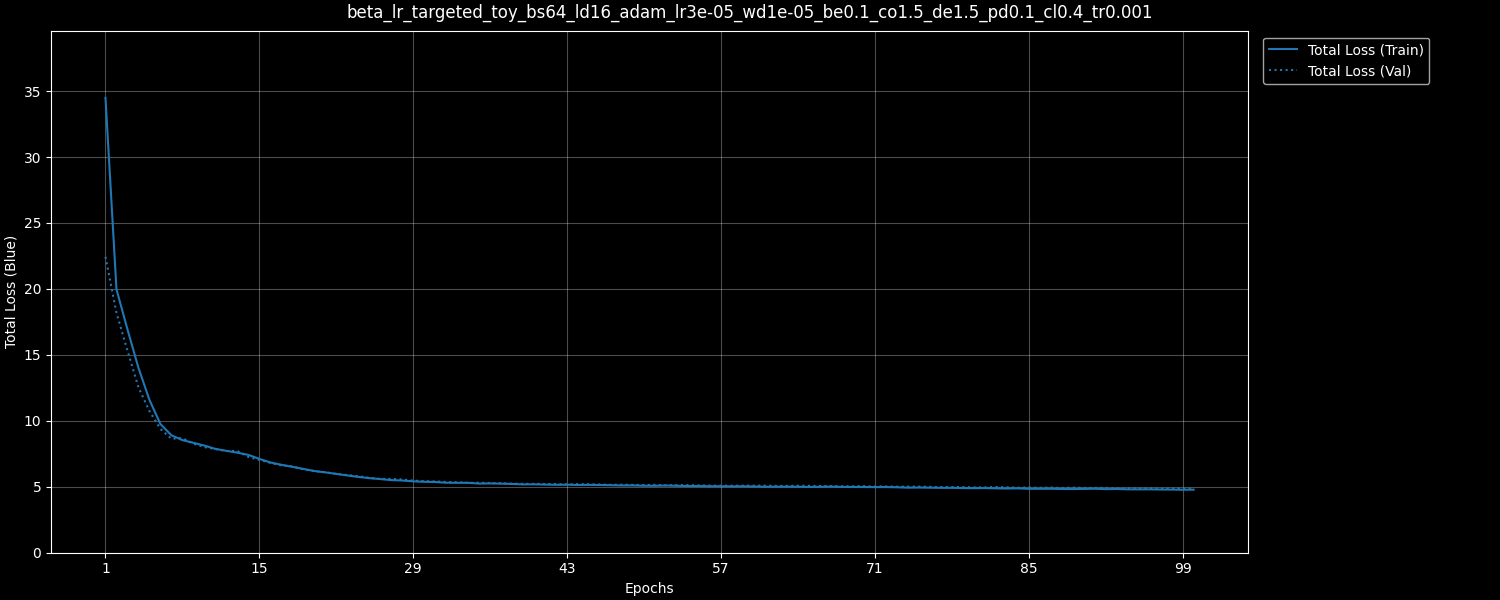 beta_lr_targeted_toy_bs64_ld16_adam_lr3e-05_wd1e-05_be0.1_co1.5_de1.5_pd0.1_cl0.4_tr0.001
Total Loss (Train)
Total Loss (Val)
Total Loss (Blue)
35
30
25
20
15
10
5
0
1 15 29 43 57 71 85 99
Epochs